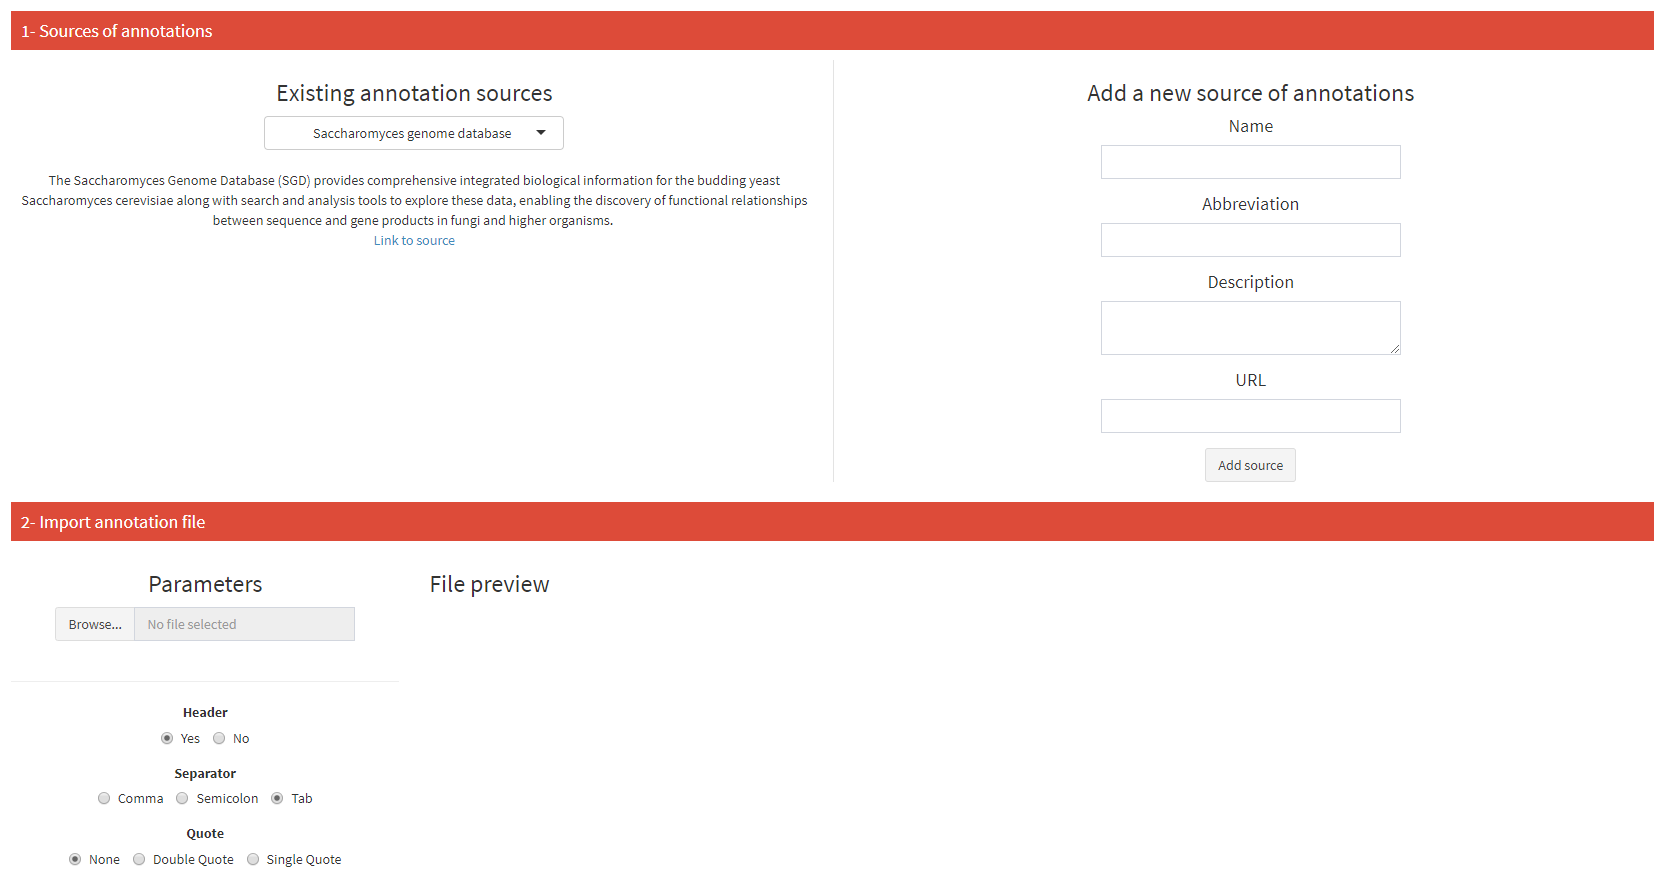 1- Sources of annotations
Existing annotation sources
Saccharomyces genome database
The Saccharomyces Genome Database (SGD) provides comprehensive integrated biological information for the budding yeast
Saccharomyces cerevisiae along with search and analysis tools to explore these data, enabling the discovery of functional relationships
between sequence and gene products in fungi and higher organisms.
Link to source
Add a new source of annotations
Name
Abbreviation
Description
URL
Add source
2- Import annotation file
Parameters
Browse... No file selected
Header
Yes No
Separator
Comma Semicolon Tab
Quote
None Double Quote Single Quote
File preview